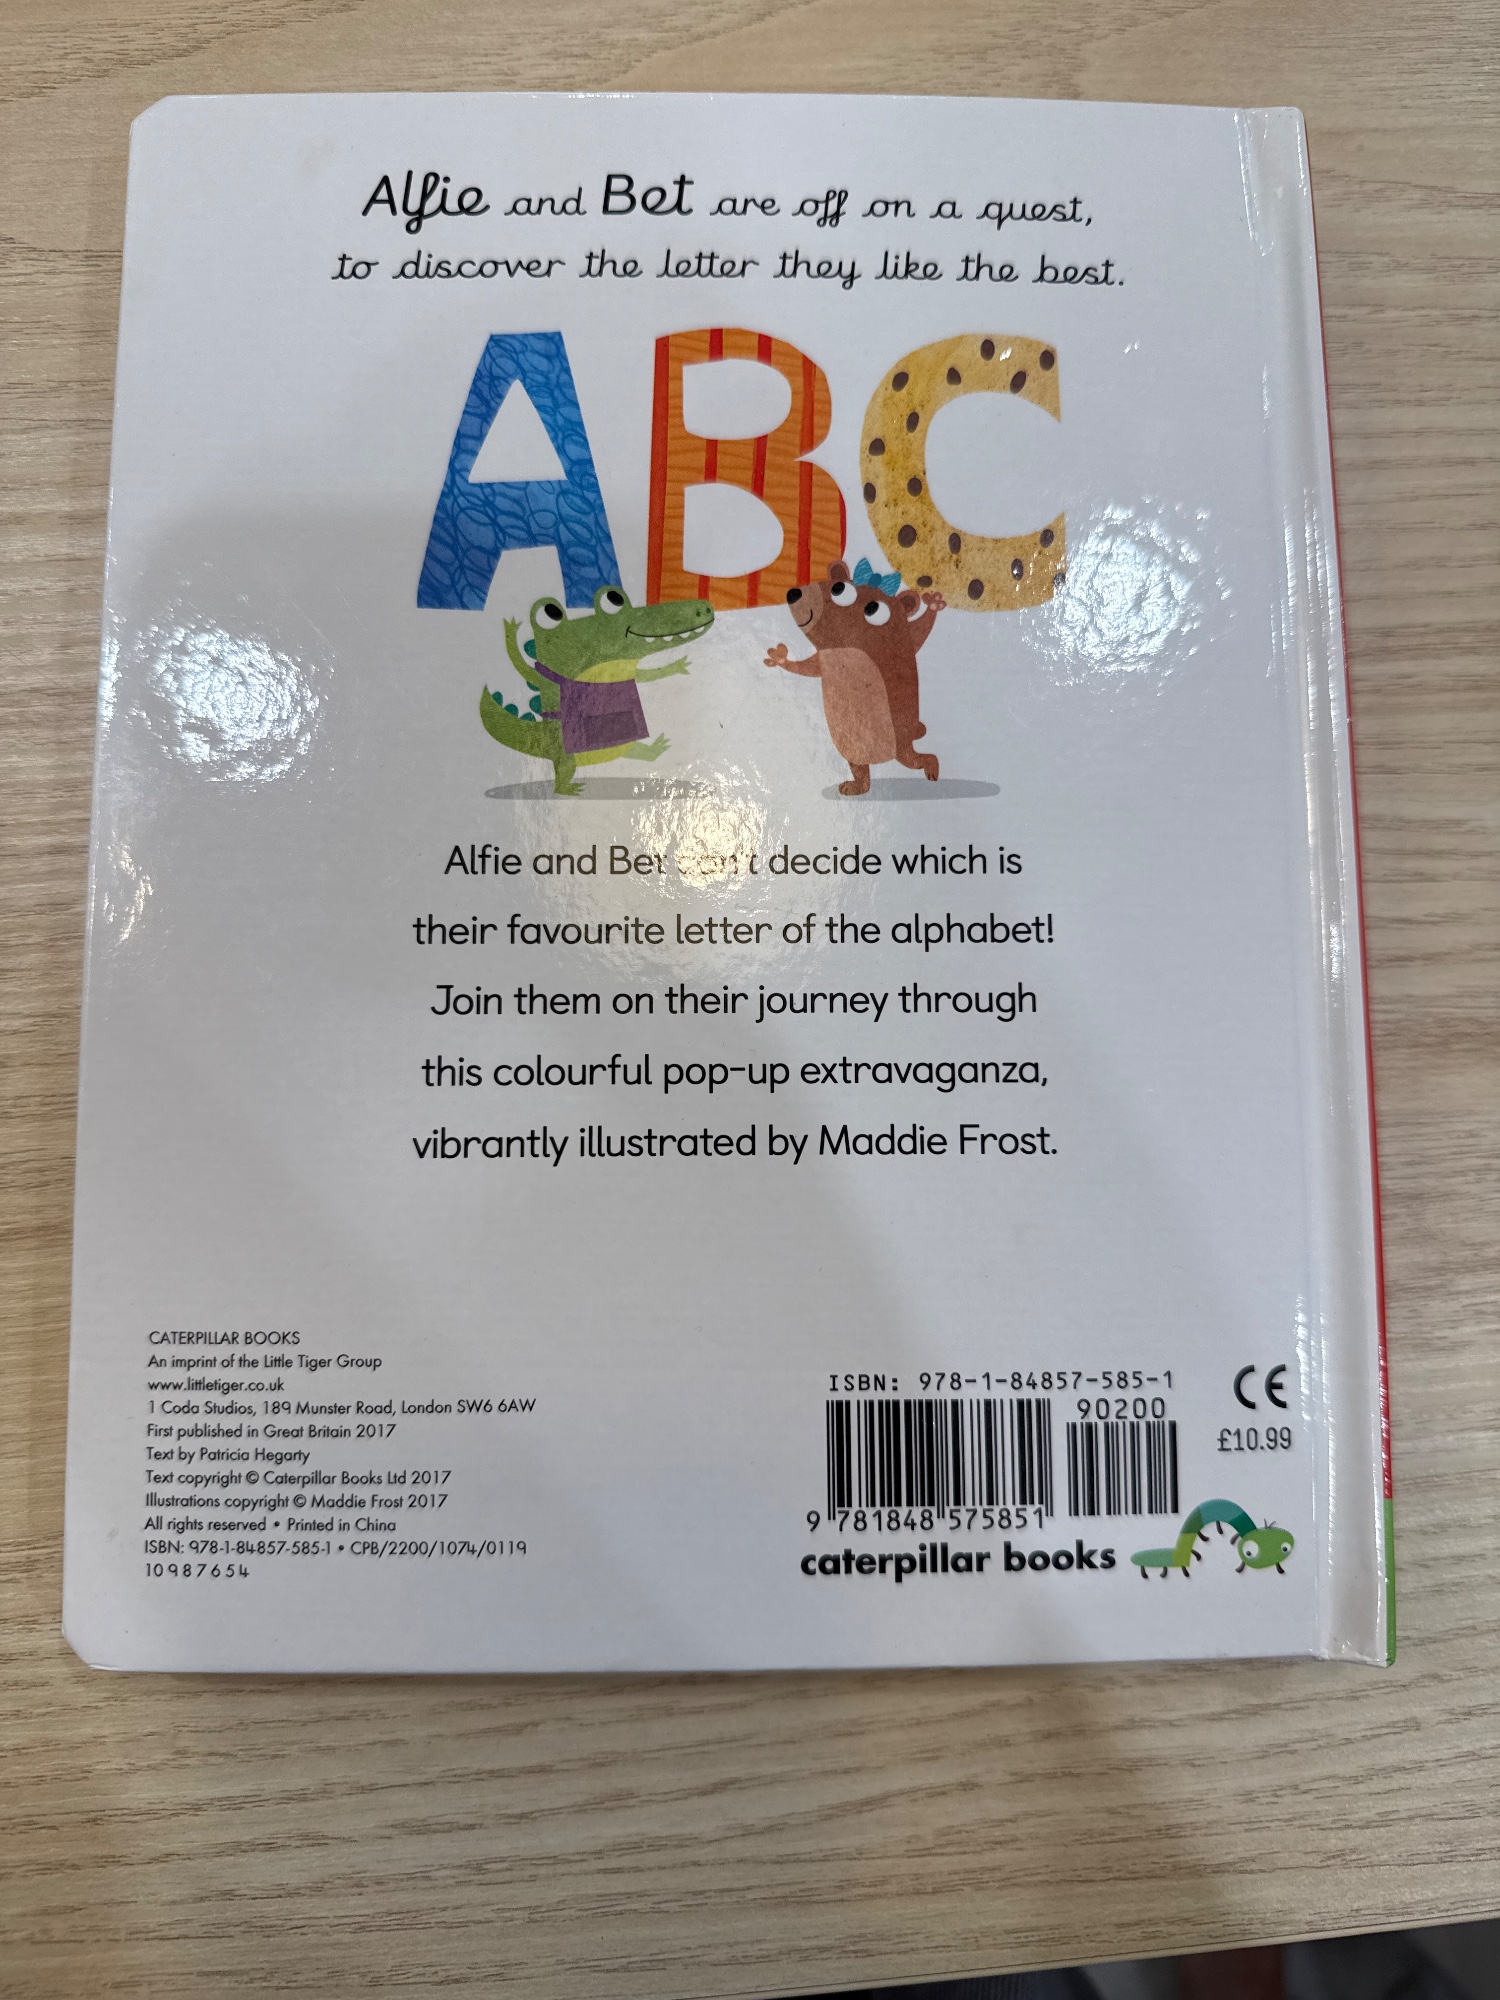 Alfie and Bet are off on a quest,
to discover the letter they like the best.
ABC
Alfie and Bet can't decide which is
their favourite letter of the alphabet!
Join them on their journey through
this colourful pop-up extravaganza,
vibrantly illustrated by Maddie Frost.
CATERPILLAR BOOKS
An imprint of the Little Tiger Group
www.littletiger.co.uk
1 Coda Studios, 189 Munster Road, London SW6 6AW
First published in Great Britain 2017
Text by Patricia Hegarty
Text copyright © Caterpillar Books Ltd 2017
Illustrations copyright © Maddie Frost 2017
All rights reserved • Printed in China
ISBN: 978-1-84857-585-1 • CPB/2200/1074/0119
10 9 8 7 6 5 4
ISBN: 978-1-84857-585-1
90200
9 781848 575851
CE
£10.99
caterpillar books